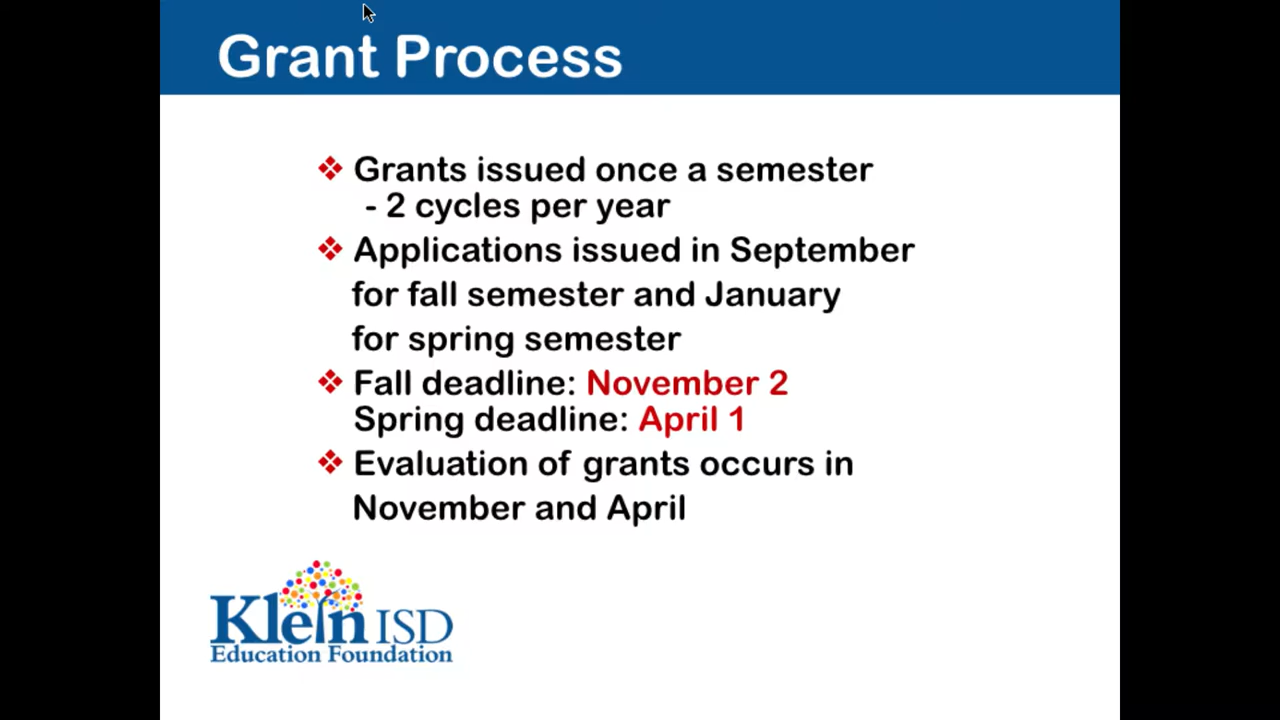 Grant Process
Grants issued once a semester
- 2 cycles per year
Applications issued in September
for fall semester and January
for spring semester
Fall deadline: November 2
Spring deadline: April 1
Evaluation of grants occurs in
November and April
Klein ISD
Education Foundation